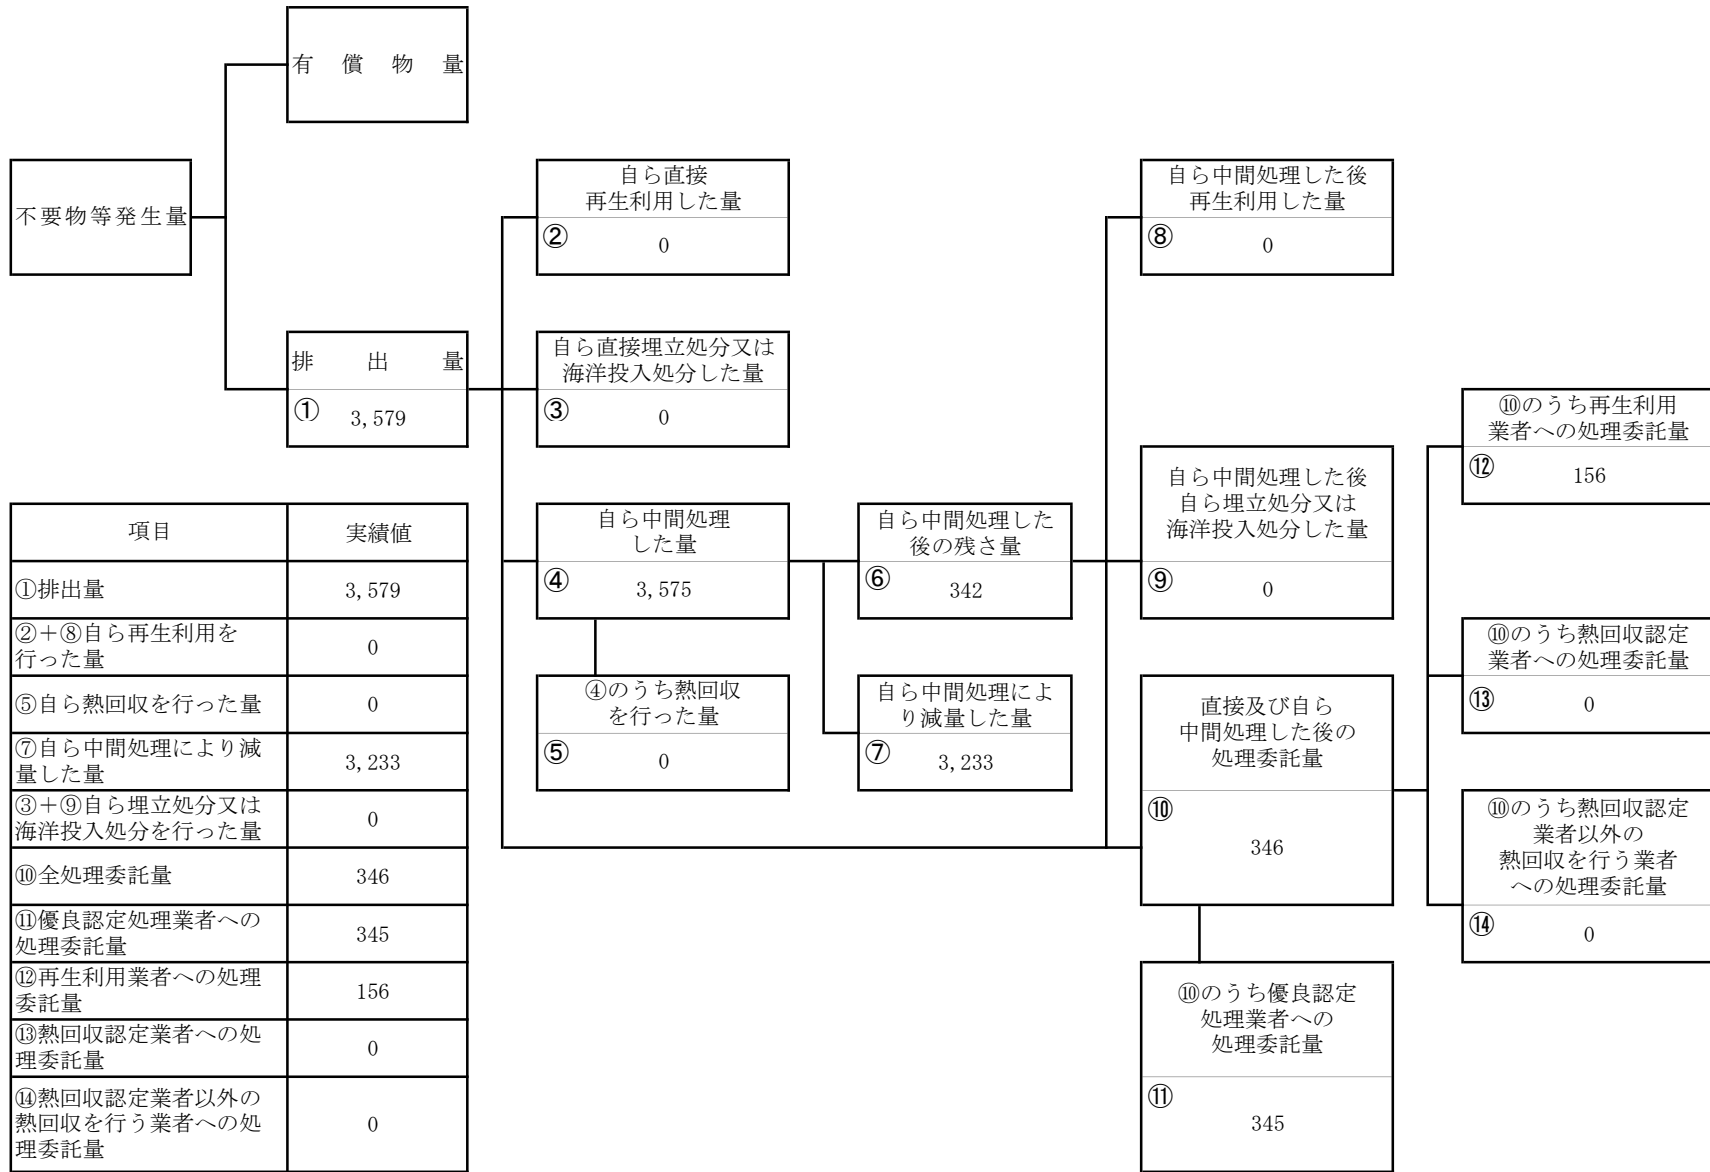 有償物量
不要物等発生量
排出量
① 3,579
自ら直接
再生利用した量
② 0
自ら直接埋立処分又は
海洋投入処分した量
③ 0
自ら中間処理
した量
④ 3,575
④のうち熱回収
を行った量
⑤ 0
自ら中間処理した
後の残さ量
⑥ 342
自ら中間処理によ
り減量した量
⑦ 3,233
自ら中間処理した後
再生利用した量
⑧ 0
自ら中間処理した後
自ら埋立処分又は
海洋投入処分した量
⑨ 0
直接及び自ら
中間処理した後の
処理委託量
⑩
346
⑩のうち優良認定
処理業者への
処理委託量
⑪
345
⑩のうち再生利用
業者への処理委託量
⑫ 156
⑩のうち熱回収認定
業者への処理委託量
⑬ 0
⑩のうち熱回収認定
業者以外の
熱回収を行う業者
への処理委託量
⑭ 0
項目 実績値
①排出量 3,579
②+⑧自ら再生利用を
行った量 0
⑤自ら熱回収を行った量 0
⑦自ら中間処理により減
量した量 3,233
③+⑨自ら埋立処分又は
海洋投入処分を行った量 0
⑩全処理委託量 346
⑪優良認定処理業者への
処理委託量 345
⑫再生利用業者への処理
委託量 156
⑬熱回収認定業者への処
理委託量 0
⑭熱回収認定業者以外の
熱回収を行う業者への処
理委託量 0